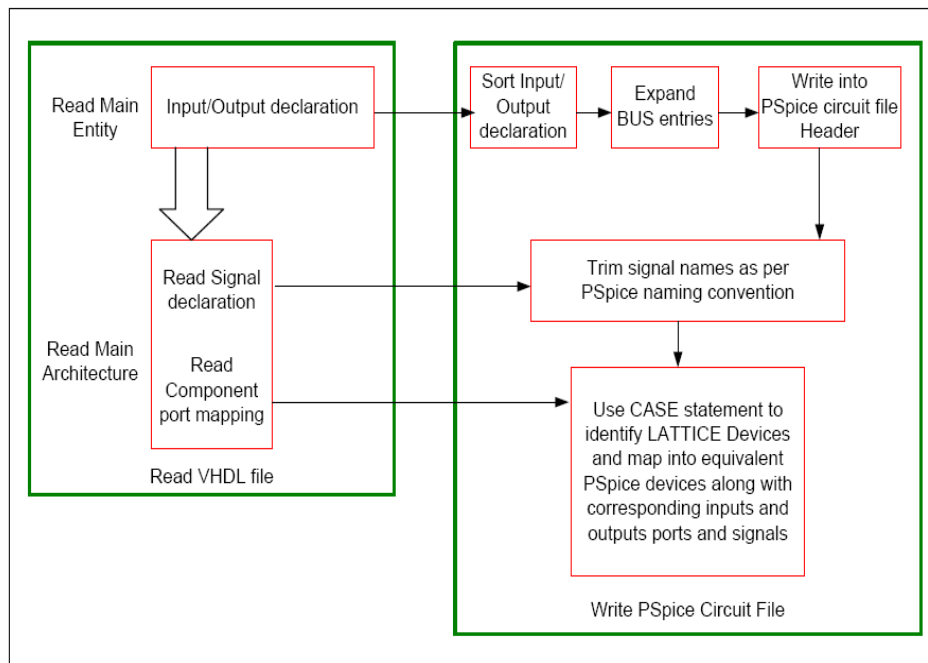 Read Main
Entity
Input/Output declaration
Read Signal
declaration
Read Main
Architecture
Read
Component
port mapping
Read VHDL file
Sort Input/
Output
declaration
Expand
BUS entries
Write into
PSpice circuit file
Header
Trim signal names as per
PSpice naming convention
Use CASE statement to
identify LATTICE Devices
and map into equivalent
PSpice devices along with
corresponding inputs and
outputs ports and signals
Write PSpice Circuit File